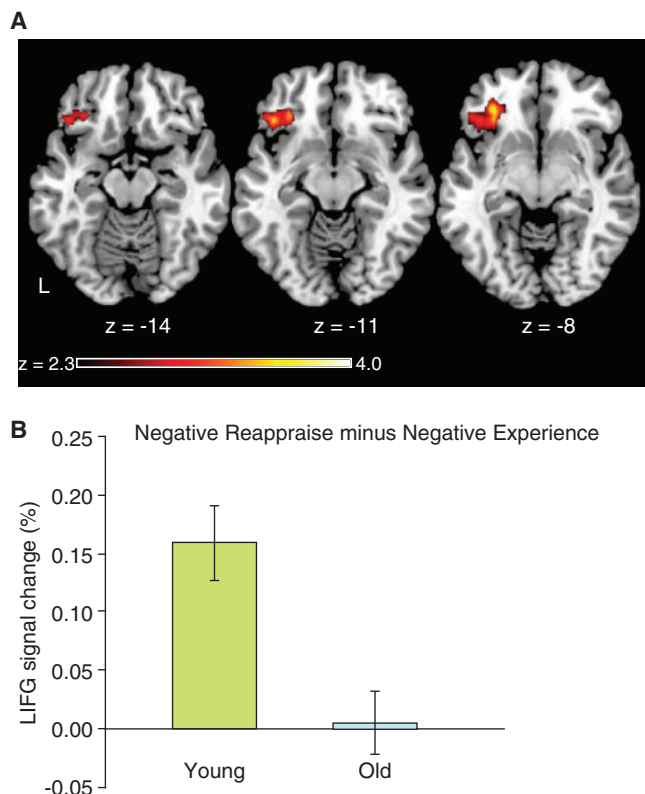 A
L
z = -14 z = -11 z = -8
z = 2.3 4.0
B
Negative Reappraise minus Negative Experience
LIFG signal change (%)
0.25
0.20
0.15
0.10
0.05
0.00
-0.05
Young Old